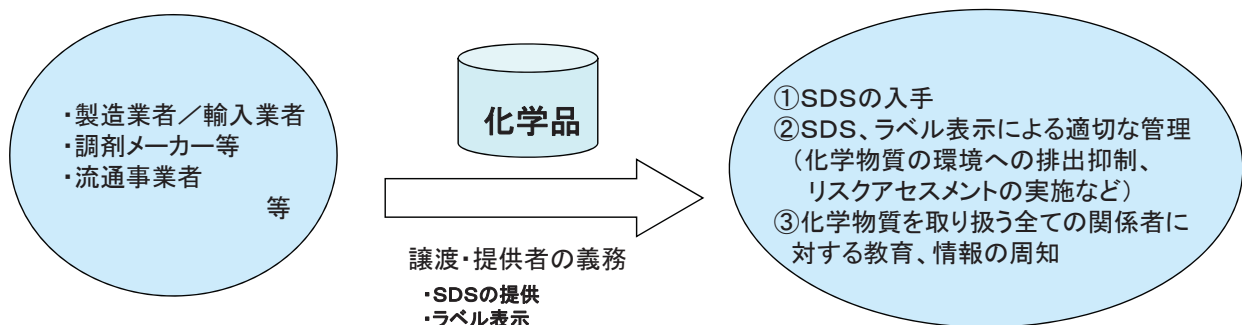 ・製造業者／輸入業者
・調剤メーカー等
・流通事業者
等
化学品
譲渡・提供者の義務
・SDSの提供
・ラベル表示
①SDSの入手
②SDS、ラベル表示による適切な管理
（化学物質の環境への排出抑制、
リスクアセスメントの実施など）
③化学物質を取り扱う全ての関係者に
対する教育、情報の周知